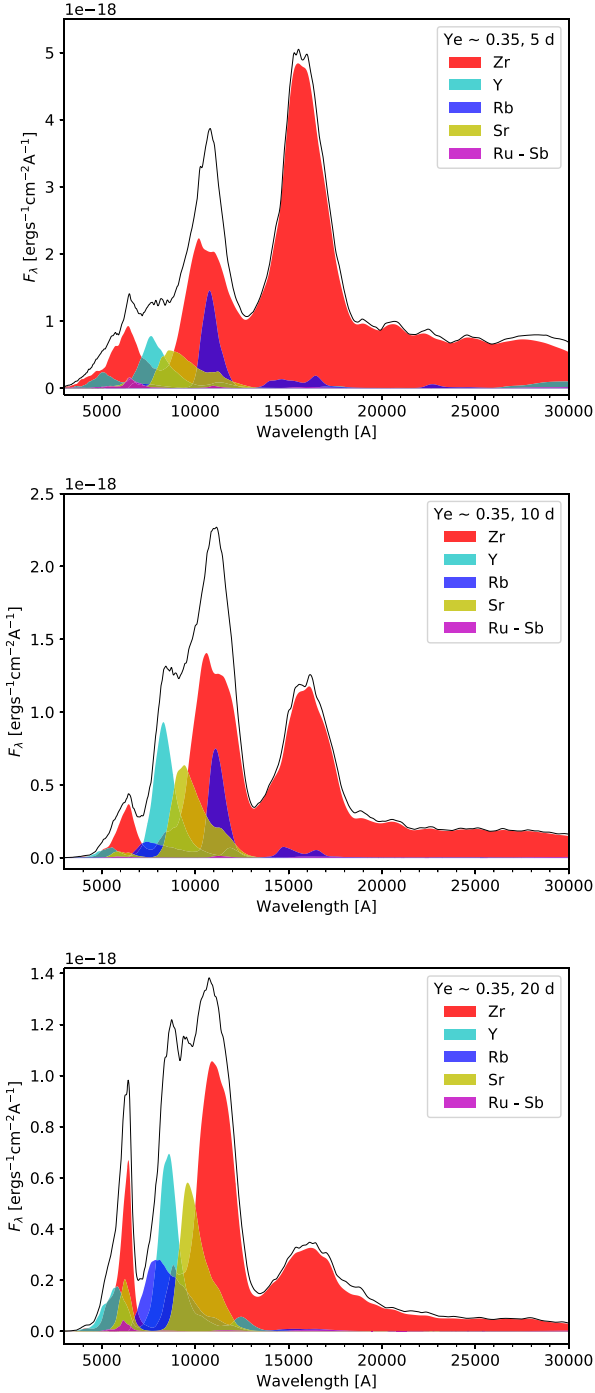 1e−18
Ye ~ 0.35, 5 d
Zr
Y
Rb
Sr
Ru - Sb
5
4
3
2
1
0
Fλ [ergs⁻¹cm⁻²A⁻¹]
5000 10000 15000 20000 25000 30000
Wavelength [A]
1e−18
Ye ~ 0.35, 10 d
Zr
Y
Rb
Sr
Ru - Sb
2.5
2.0
1.5
1.0
0.5
0.0
Fλ [ergs⁻¹cm⁻²A⁻¹]
5000 10000 15000 20000 25000 30000
Wavelength [A]
1e−18
Ye ~ 0.35, 20 d
Zr
Y
Rb
Sr
Ru - Sb
1.4
1.2
1.0
0.8
0.6
0.4
0.2
0.0
Fλ [ergs⁻¹cm⁻²A⁻¹]
5000 10000 15000 20000 25000 30000
Wavelength [A]